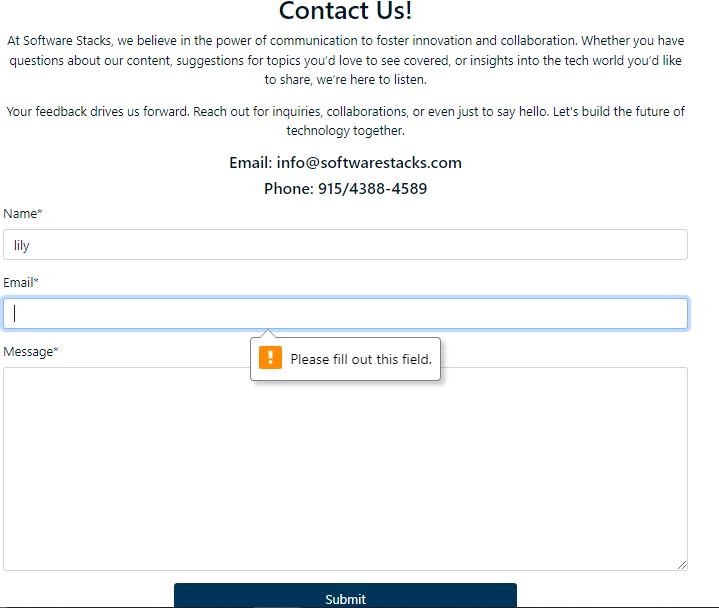 Contact Us!
At Software Stacks, we believe in the power of communication to foster innovation and collaboration. Whether you have
questions about our content, suggestions for topics you'd love to see covered, or insights into the tech world you'd like
to share, we're here to listen.
Your feedback drives us forward. Reach out for inquiries, collaborations, or even just to say hello. Let's build the future of
technology together.
Email: info@softwarestacks.com
Phone: 915/4388-4589
Name*
lily
Email*
Please fill out this field.
Message*
Submit